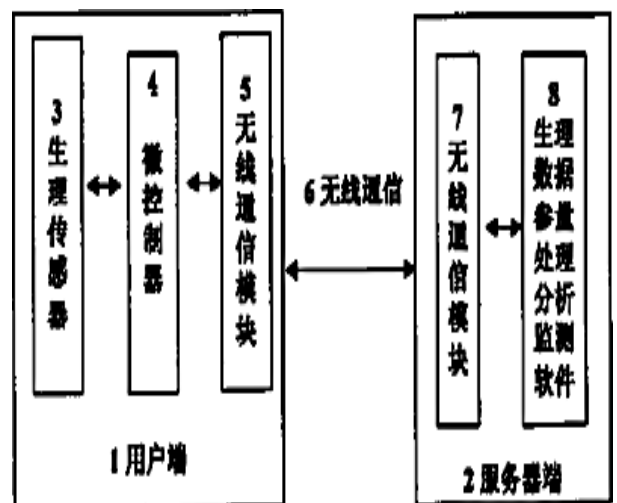 3 生理传感器
4 微控制器
5 无线通信模块
6 无线通信
7 无线通信模块
8 生理数据参量处理分析监测软件
1 用户端
2 服务器端